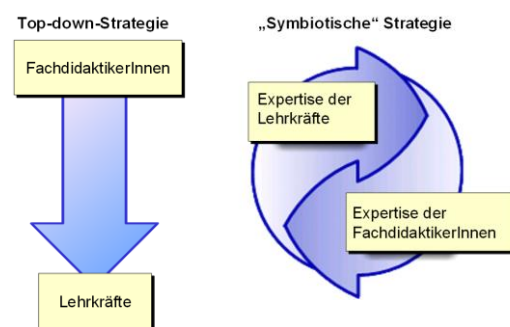 Top-down-Strategie
FachdidaktikerInnen
Lehrkräfte
„Symbiotische“ Strategie
Expertise der
Lehrkräfte
Expertise der
FachdidaktikerInnen